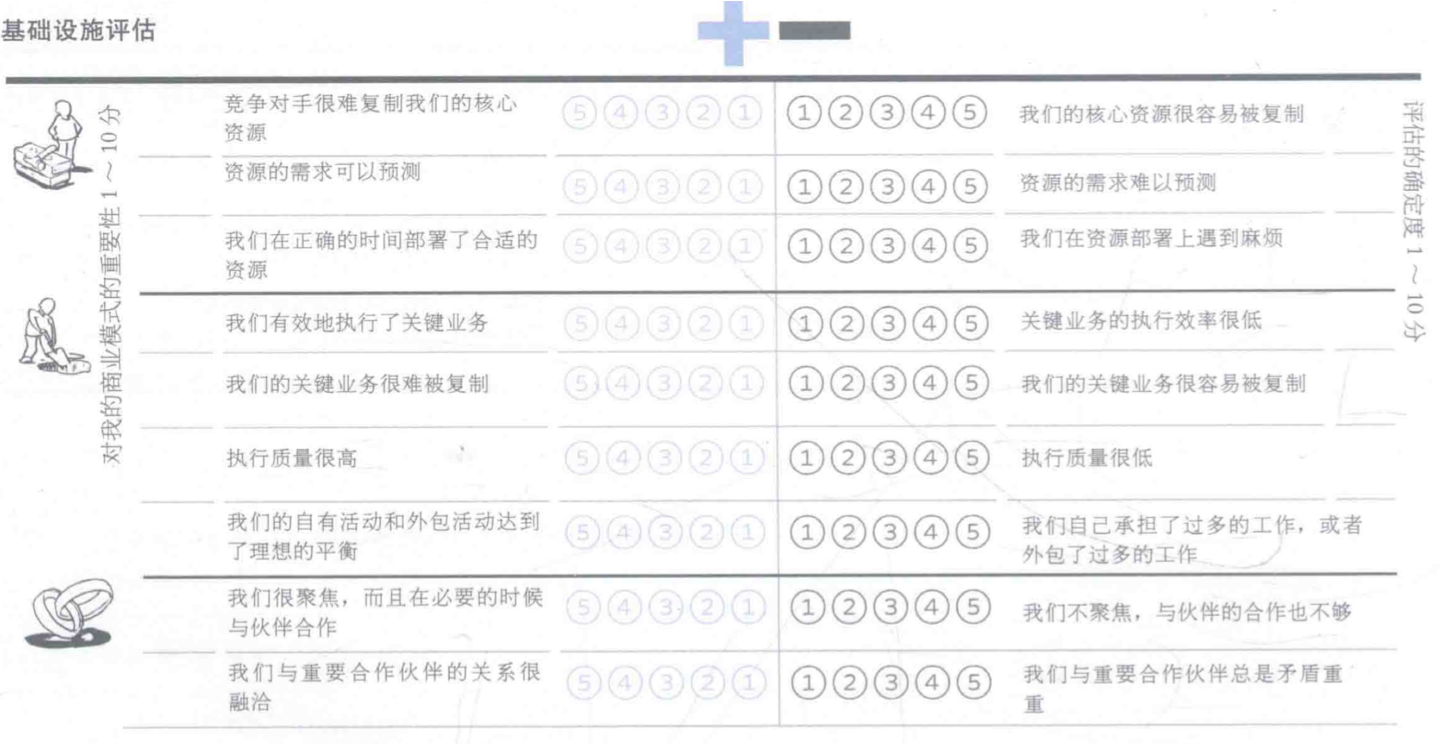 基础设施评估
对我的商业模式的重要性 1 ～ 10 分
评估的确定度 1 ～ 10 分
竞争对手很难复制我们的核心
资源
⑤④③②① ①②③④⑤ 我们的核心资源很容易被复制
资源的需求可以预测 ⑤④③②① ①②③④⑤ 资源的需求难以预测
我们在正确的时间部署了合适的
资源
⑤④③②① ①②③④⑤ 我们在资源部署上遇到麻烦
我们有效地执行了关键业务 ⑤④③②① ①②③④⑤ 关键业务的执行效率很低
我们的关键业务很难被复制 ⑤④③②① ①②③④⑤ 我们的关键业务很容易被复制
执行质量很高 ⑤④③②① ①②③④⑤ 执行质量很低
我们的自有活动和外包活动达到
了理想的平衡
⑤④③②① ①②③④⑤
我们自己承担了过多的工作，或者
外包了过多的工作
我们很聚焦，而且在必要的时候
与伙伴合作
⑤④③②① ①②③④⑤ 我们不聚焦，与伙伴的合作也不够
我们与重要合作伙伴的关系很
融洽
⑤④③②① ①②③④⑤
我们与重要合作伙伴总是矛盾重
重